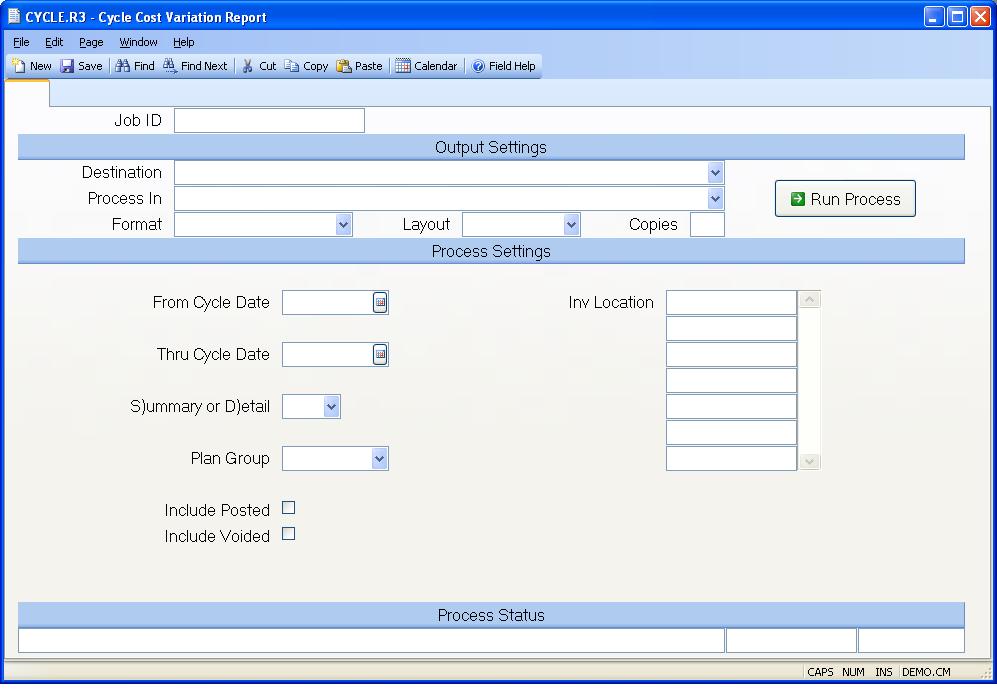 CYCLE.R3 - Cycle Cost Variation Report
File Edit Page Window Help
New Save Find Find Next Cut Copy Paste Calendar Field Help
Job ID
Output Settings
Destination
Process In
Run Process
Format Layout Copies
Process Settings
From Cycle Date Inv Location
Thru Cycle Date
S)ummary or D)etail
Plan Group
Include Posted
Include Voided
Process Status
CAPS NUM INS DEMO.CM